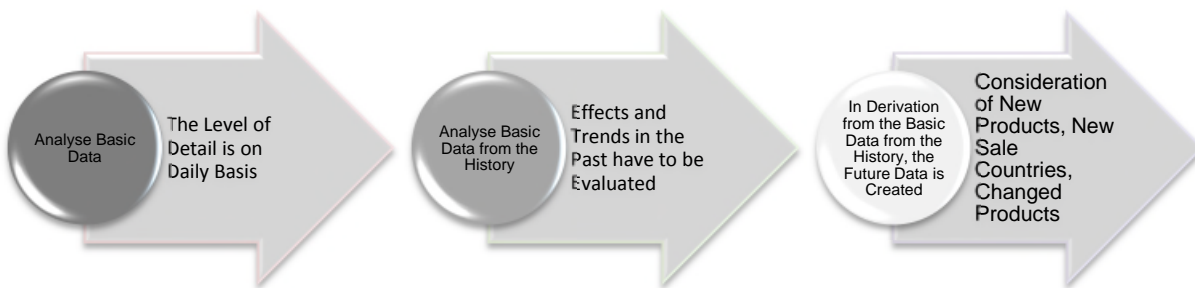 Analyse Basic
Data
The Level of
Detail is on
Daily Basis
Analyse Basic
Data from the
History
Effects and
Trends in the
Past have to be
Evaluated
In Derivation
from the Basic
Data from the
History, the
Future Data is
Created
Consideration
of New
Products, New
Sale
Countries,
Changed
Products